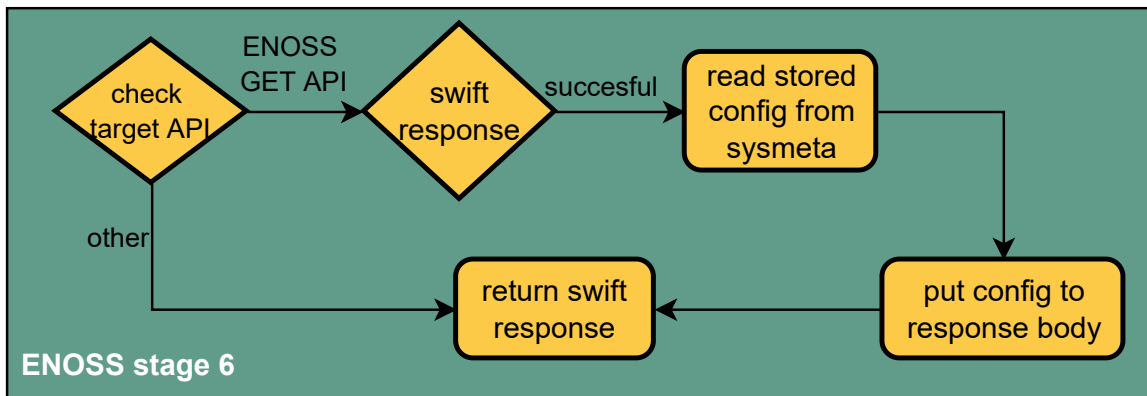 check
target API
ENOSS
GET API
swift
response
succesful
read stored
config from
sysmeta
other
return swift
response
put config to
response body
ENOSS stage 6